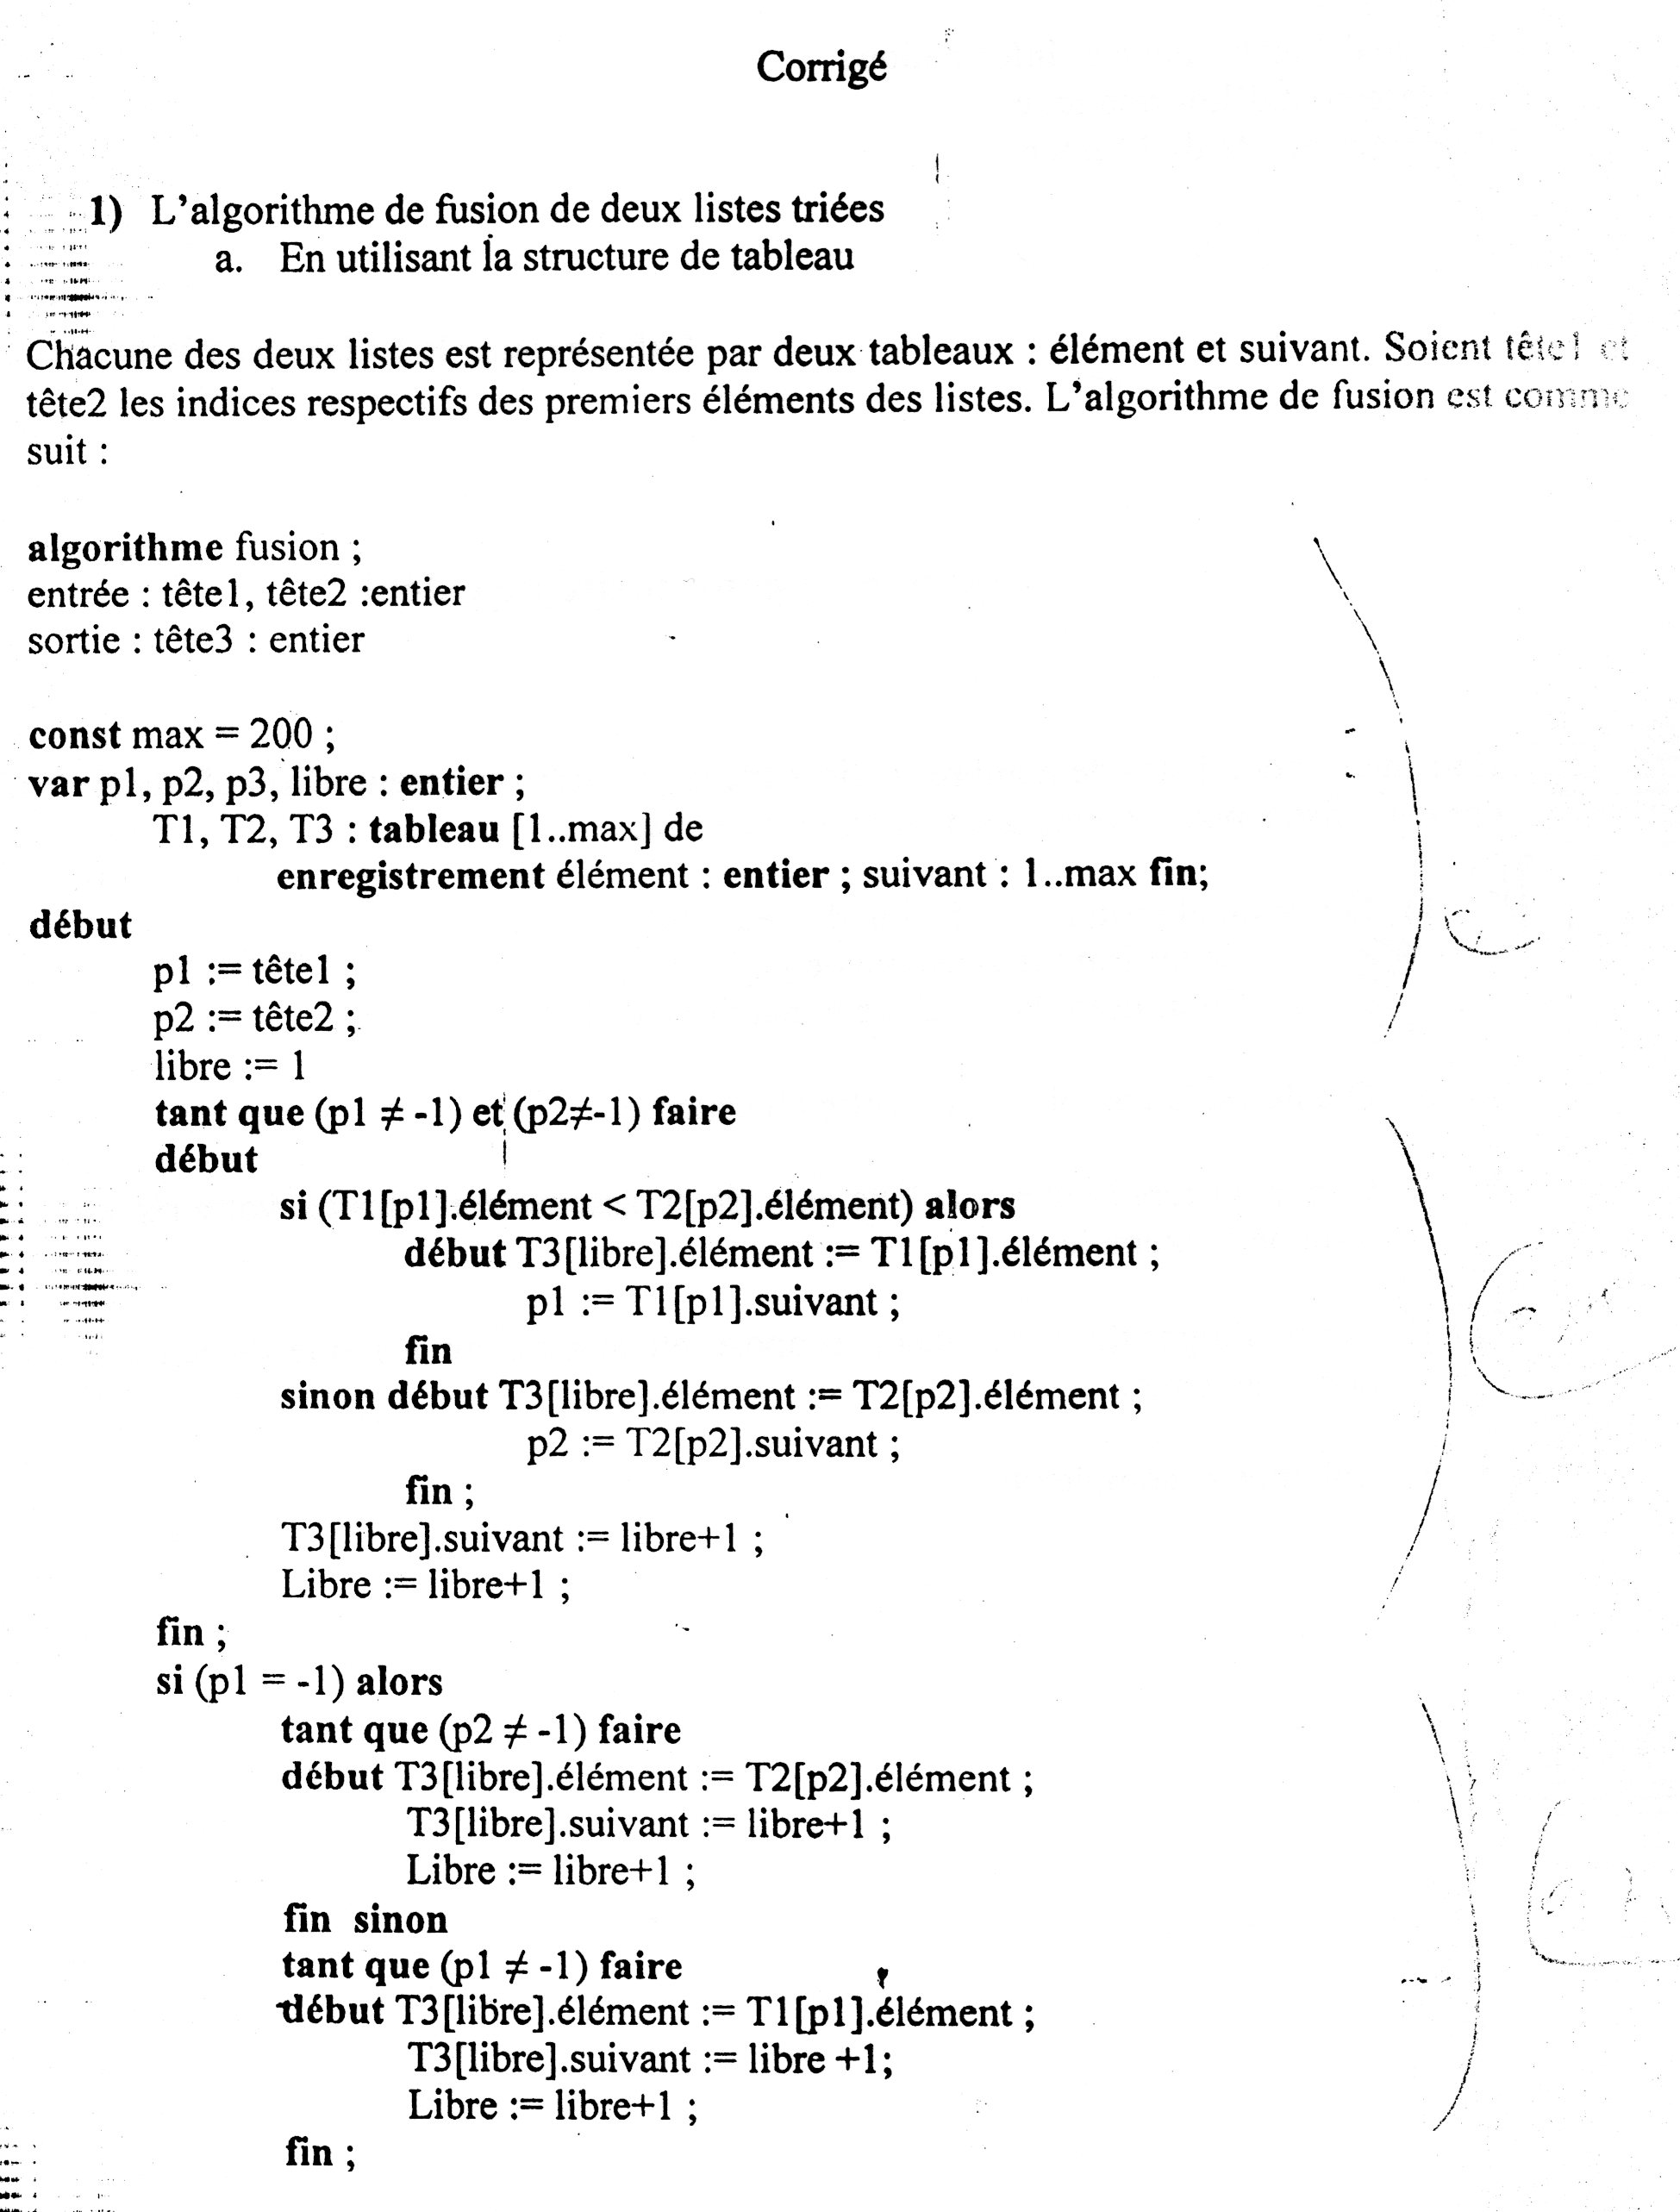 Corrigé
1) L'algorithme de fusion de deux listes triées
a. En utilisant la structure de tableau
Chacune des deux listes est représentée par deux tableaux : élément et suivant. Soient tête1 et
tête2 les indices respectifs des premiers éléments des listes. L'algorithme de fusion est comme
suit :
algorithme fusion ;
entrée : tête1, tête2 :entier
sortie : tête3 : entier
const max = 200 ;
var p1, p2, p3, libre : entier ;
T1, T2, T3 : tableau [1..max] de
enregistrement élément : entier ; suivant : 1..max fin;
début
p1 := tête1 ;
p2 := tête2 ;
libre := 1
tant que (p1 ≠ -1) et (p2≠-1) faire
début
si (T1[p1].élément < T2[p2].élément) alors
début T3[libre].élément := T1[p1].élément ;
p1 := T1[p1].suivant ;
fin
sinon début T3[libre].élément := T2[p2].élément ;
p2 := T2[p2].suivant ;
fin ;
T3[libre].suivant := libre+1 ;
Libre := libre+1 ;
fin ;
si (p1 = -1) alors
tant que (p2 ≠ -1) faire
début T3[libre].élément := T2[p2].élément ;
T3[libre].suivant := libre+1 ;
Libre := libre+1 ;
fin sinon
tant que (p1 ≠ -1) faire
début T3[libre].élément := T1[p1].élément ;
T3[libre].suivant := libre +1;
Libre := libre+1 ;
fin ;